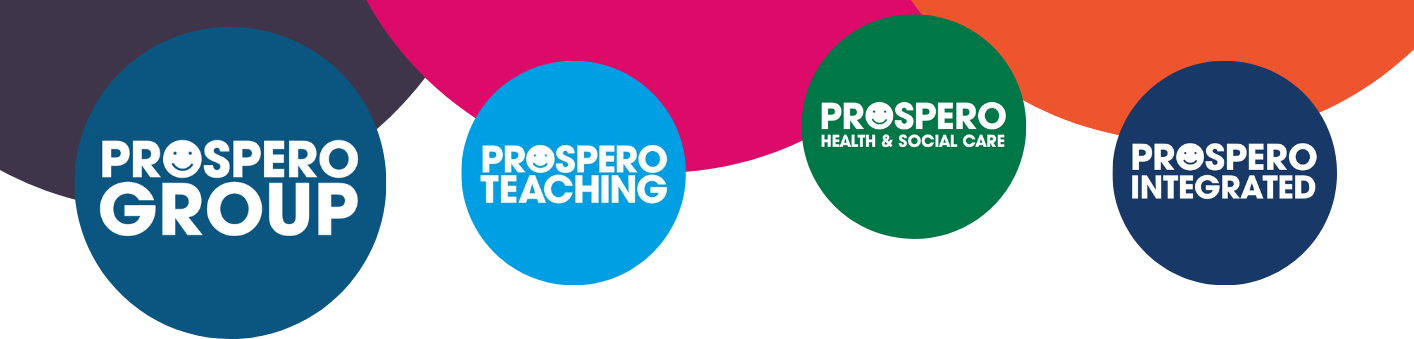 PROSPERO
GROUP
PROSPERO
TEACHING
PROSPERO
HEALTH & SOCIAL CARE
PROSPERO
INTEGRATED